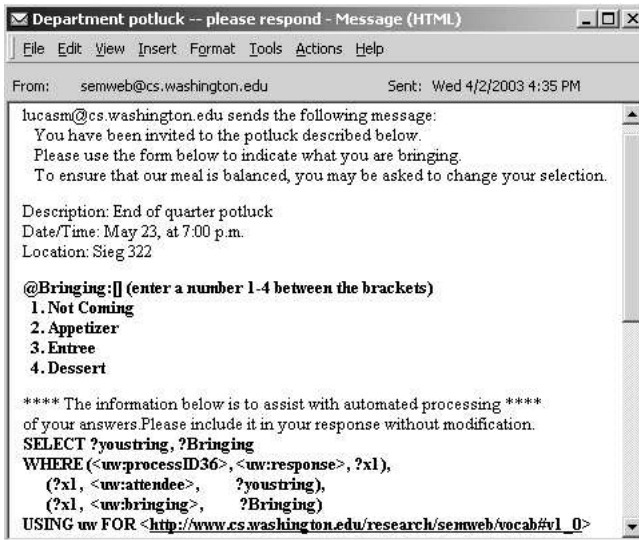 Department potluck -- please respond - Message (HTML)
File Edit View Insert Format Tools Actions Help
From: semweb@cs.washington.edu Sent: Wed 4/2/2003 4:35 PM
lucasm@cs.washington.edu sends the following message:
You have been invited to the potluck described below.
Please use the form below to indicate what you are bringing.
To ensure that our meal is balanced, you may be asked to change your selection.
Description: End of quarter potluck
Date/Time: May 23, at 7:00 p.m.
Location: Sieg 322
@Bringing:[] (enter a number 1-4 between the brackets)
1. Not Coming
2. Appetizer
3. Entree
4. Dessert
**** The information below is to assist with automated processing ****
of your answers.Please include it in your response without modification.
SELECT ?youstring, ?Bringing
WHERE (<uw:processID36>, <uw:response>, ?x1),
(?x1, <uw:attendee>, ?youstring),
(?x1, <uw:bringing>, ?Bringing)
USING uw FOR <http://www.cs.washington.edu/research/semweb/vocab#v1_0>